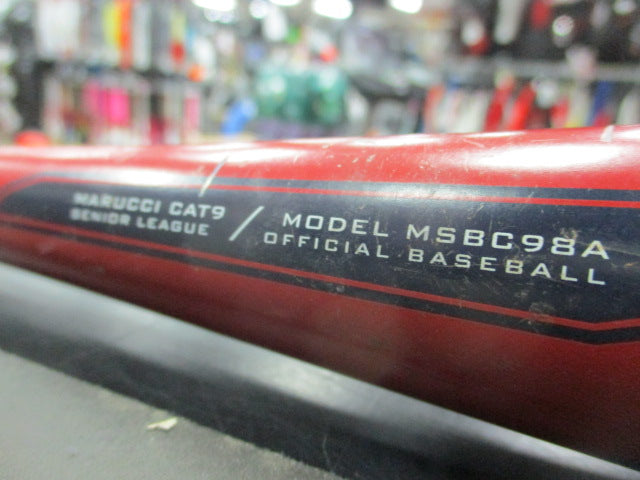 MARUCCI CAT9
SENIOR LEAGUE
/
MODEL MSBC98A
OFFICIAL BASEBALL